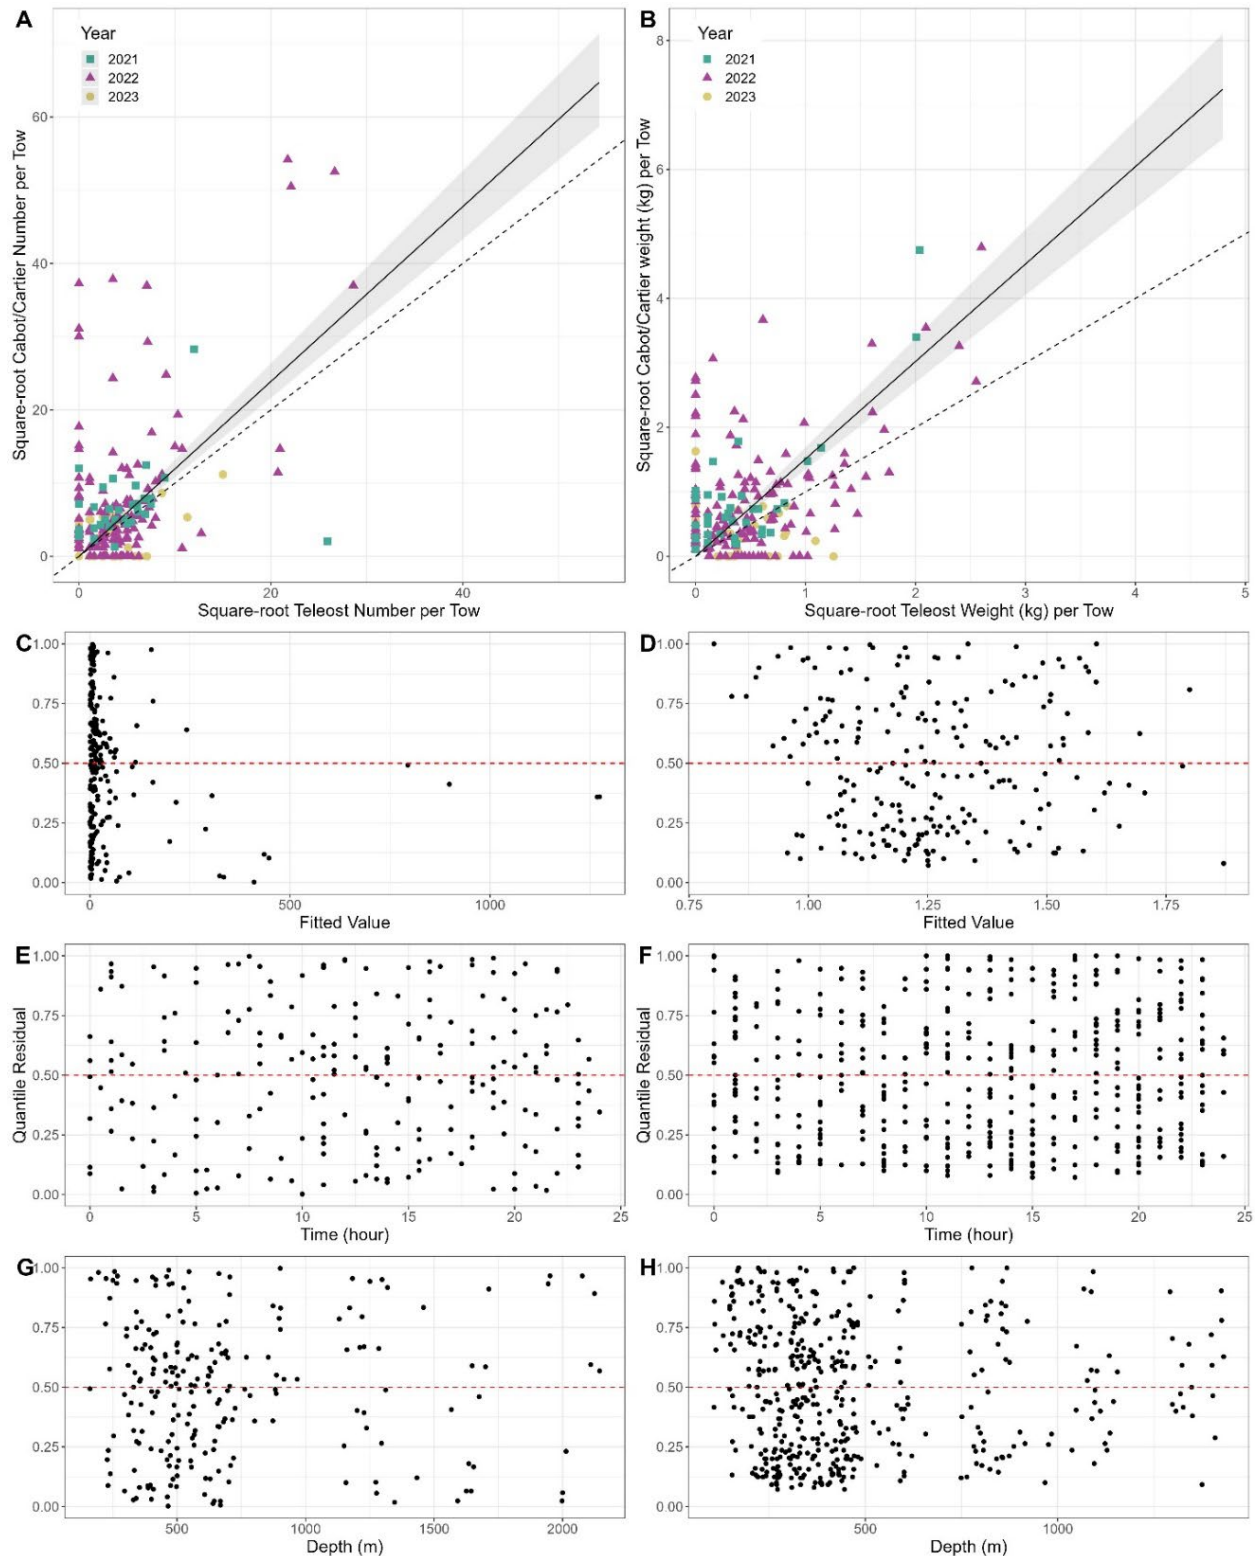 A
Year
2021
2022
2023
Square-root Cabot/Cartier Number per Tow
60
40
20
0
0 20 40
Square-root Teleost Number per Tow
B
Year
2021
2022
2023
Square-root Cabot/Cartier weight (kg) per Tow
8
6
4
2
0
0 1 2 3 4 5
Square-root Teleost Weight (kg) per Tow
C
1.00
0.75
0.50
0.25
0.00
0 500 1000
Fitted Value
D
1.00
0.75
0.50
0.25
0.00
0.75 1.00 1.25 1.50 1.75
Fitted Value
E
Quantile Residual
1.00
0.75
0.50
0.25
0.00
0 5 10 15 20 25
Time (hour)
F
Quantile Residual
1.00
0.75
0.50
0.25
0.00
0 5 10 15 20 25
Time (hour)
G
1.00
0.75
0.50
0.25
0.00
500 1000 1500 2000
Depth (m)
H
1.00
0.75
0.50
0.25
0.00
500 1000
Depth (m)